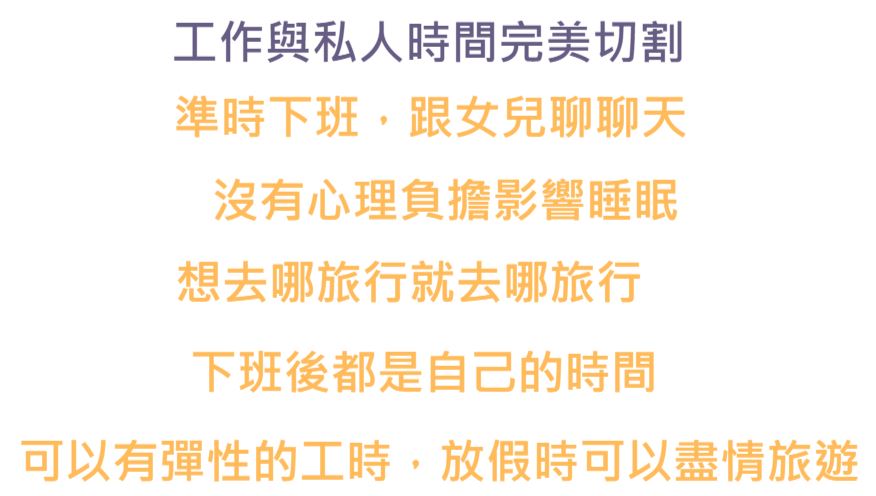 工作與私人時間完美切割
準時下班，跟女兒聊聊天
沒有心理負擔影響睡眠
想去哪旅行就去哪旅行
下班後都是自己的時間
可以有彈性的工時，放假時可以盡情旅遊